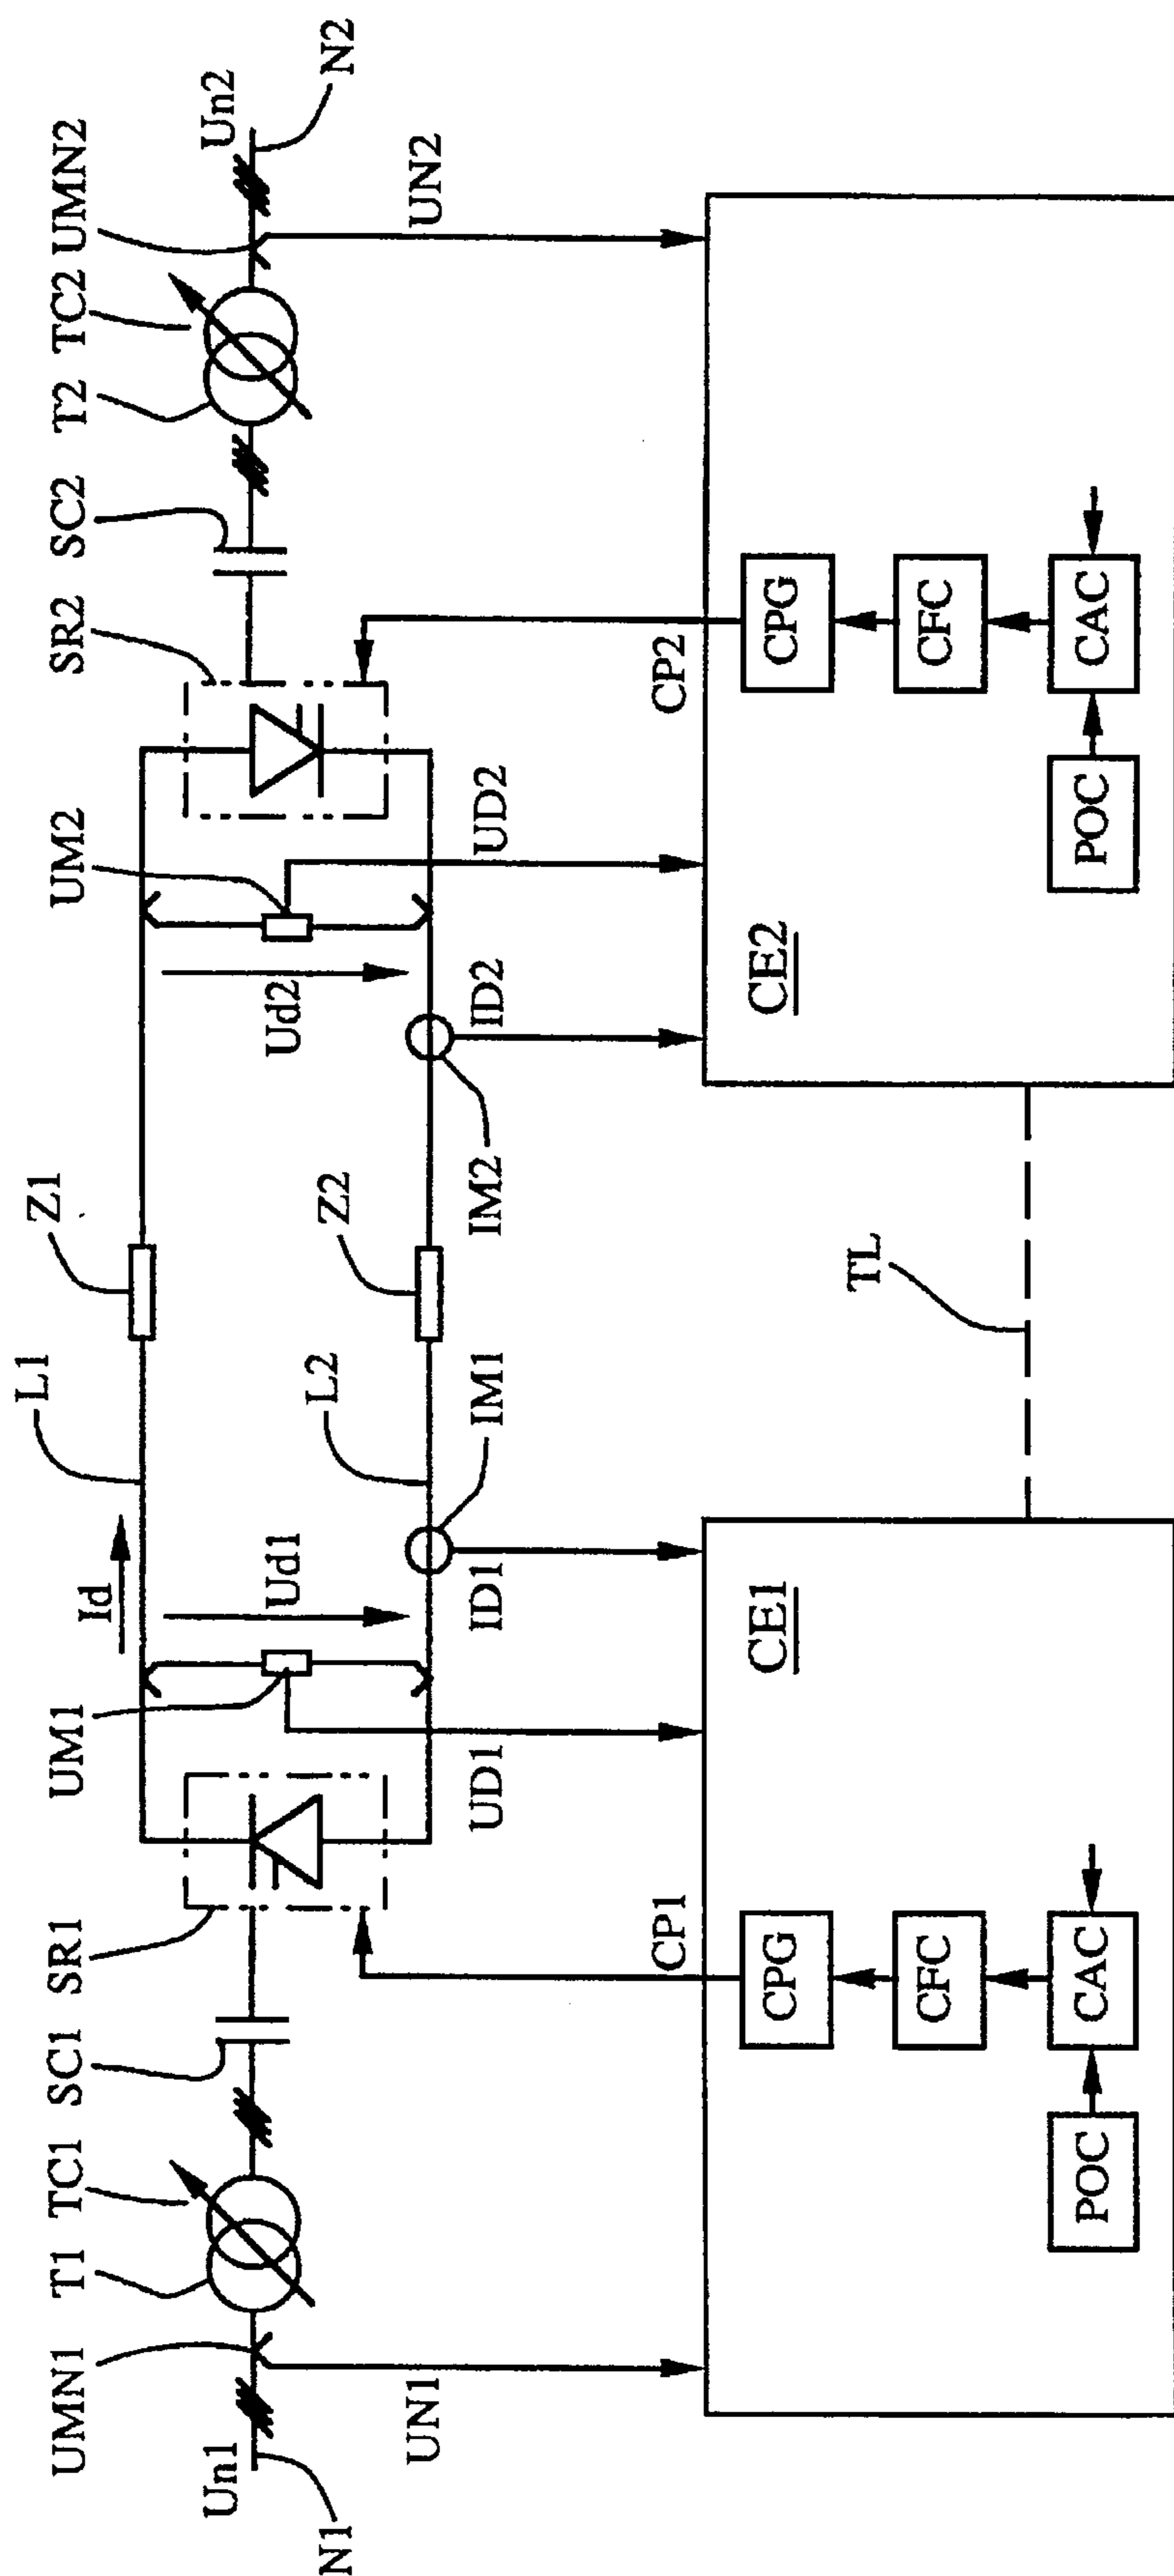 UMN1
T1
TC1
SC1
SR1
UM1
L1
Z1
UM2
SR2
SC2
T2
TC2
UMN2
Un1
Id
Un2
N1
Ud1
L2
Z2
Ud2
N2
UN1
UD1
ID1
IM1
IM2
ID2
UD2
UN2
CP1
CP2
CE1
TL
CE2
CPG
CPG
CFC
CFC
POC
CAC
POC
CAC